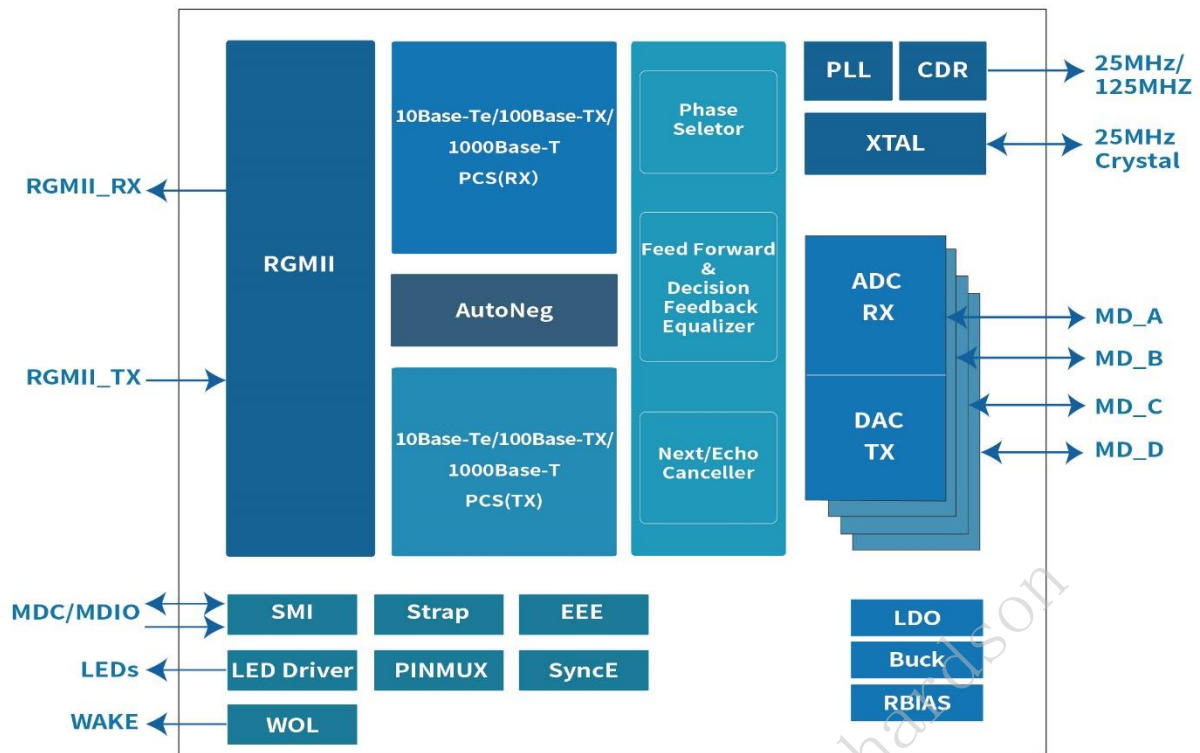 10Base-Te/100Base-TX/
1000Base-T
PCS(RX)
Phase
Seletor
PLL
CDR
25MHz/
125MHZ
XTAL
25MHz
Crystal
RGMII_RX
RGMII
AutoNeg
Feed Forward
&
Decision
Feedback
Equalizer
ADC
RX
MD_A
MD_B
RGMII_TX
10Base-Te/100Base-TX/
1000Base-T
PCS(TX)
Next/Echo
Canceller
DAC
TX
MD_C
MD_D
MDC/MDIO
SMI
Strap
EEE
LDO
LEDs
LED Driver
PINMUX
SyncE
Buck
WAKE
WOL
RBIAS